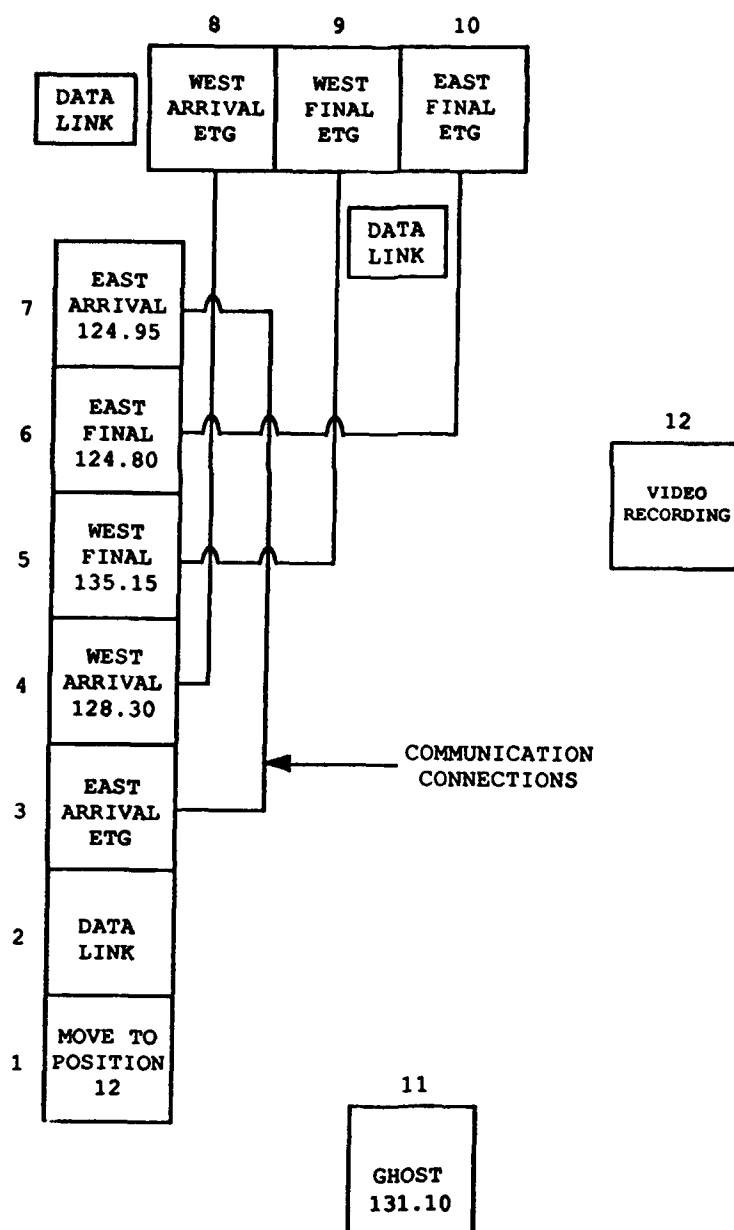 8
9
10
DATA
LINK
WEST
ARRIVAL
ETG
WEST
FINAL
ETG
EAST
FINAL
ETG
DATA
LINK
7
EAST
ARRIVAL
124.95
6
EAST
FINAL
124.80
12
VIDEO
RECORDING
5
WEST
FINAL
135.15
4
WEST
ARRIVAL
128.30
COMMUNICATION
CONNECTIONS
3
EAST
ARRIVAL
ETG
2
DATA
LINK
1
MOVE TO
POSITION
12
11
GHOST
131.10